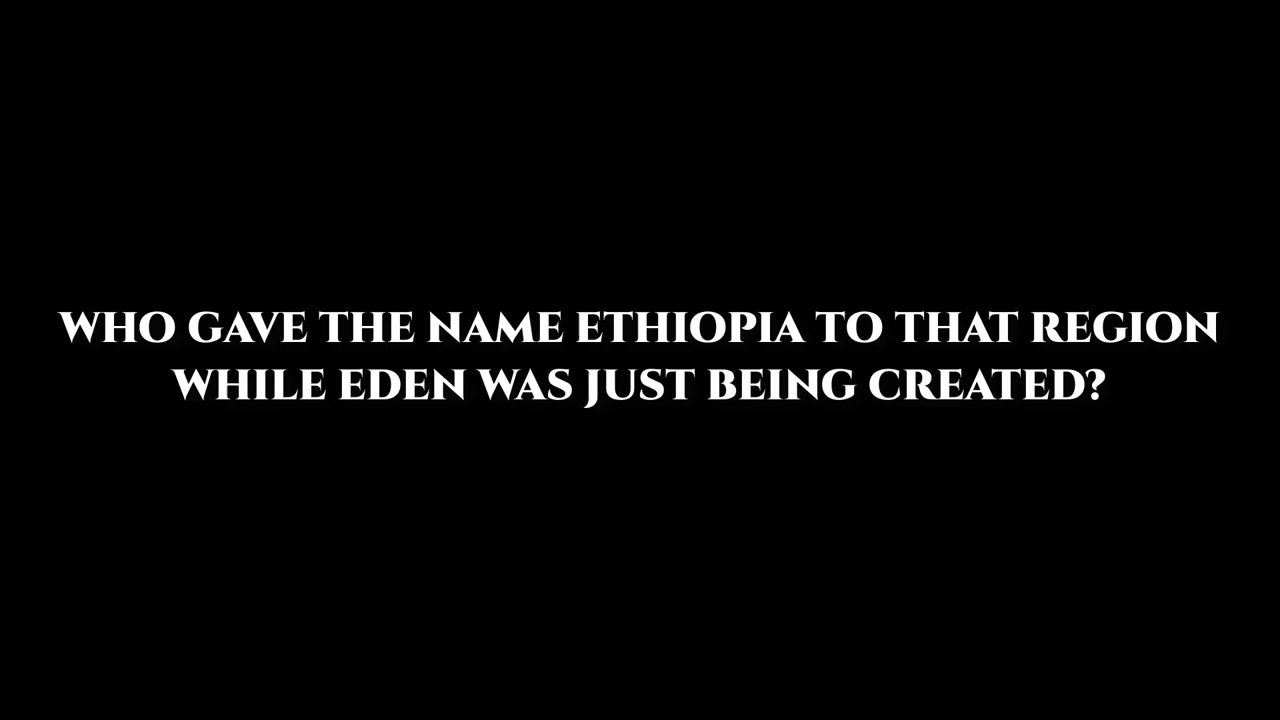 WHO GAVE THE NAME ETHIOPIA TO THAT REGION
WHILE EDEN WAS JUST BEING CREATED?